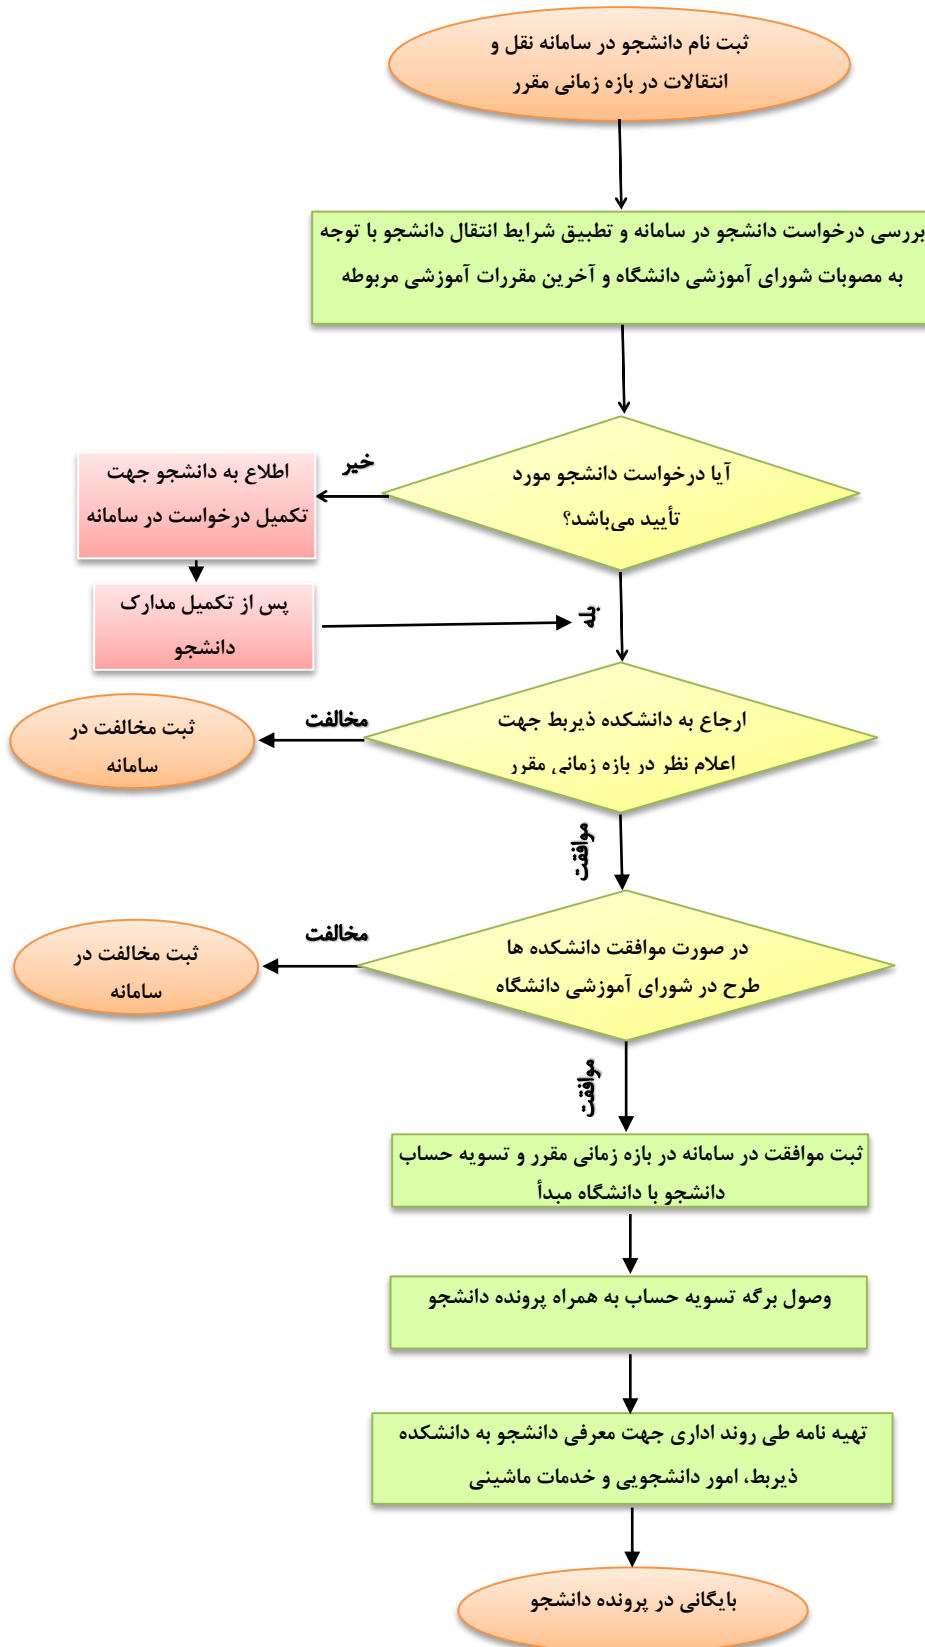 ثبت نام دانشجو در سامانه نقل و
انتقالات در بازه زمانی مقرر
بررسی درخواست دانشجو در سامانه و تطبیق شرایط انتقال دانشجو با توجه
به مصوبات شورای آموزشی دانشگاه و آخرین مقررات آموزشی مربوطه
آیا درخواست دانشجو مورد
تأیید می‌باشد؟
خیر
اطلاع به دانشجو جهت
تکمیل درخواست در سامانه
پس از تکمیل مدارک
دانشجو
بله
ارجاع به دانشکده ذیربط جهت
اعلام نظر در بازه زمانی مقرر
مخالفت
ثبت مخالفت در
سامانه
موافقت
در صورت موافقت دانشکده ها
طرح در شورای آموزشی دانشگاه
مخالفت
ثبت مخالفت در
سامانه
موافقت
ثبت موافقت در سامانه در بازه زمانی مقرر و تسویه حساب
دانشجو با دانشگاه مبدأ
وصول برگه تسویه حساب به همراه پرونده دانشجو
تهیه نامه طی روند اداری جهت معرفی دانشجو به دانشکده
ذیربط، امور دانشجویی و خدمات ماشینی
بایگانی در پرونده دانشجو